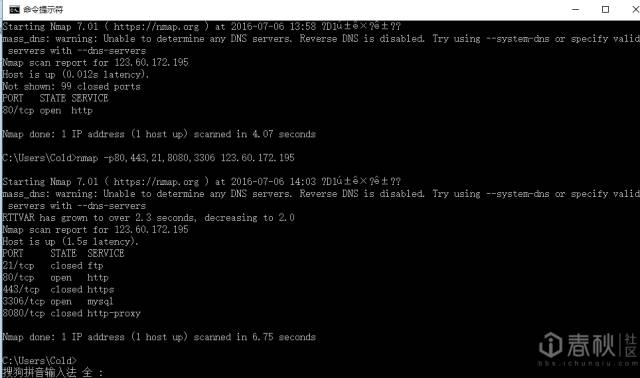 命令提示符
Starting Nmap 7.01 ( https://nmap.org ) at 2016-07-06 13:58 ?D1ú±ê×?ê±??
mass_dns: warning: Unable to determine any DNS servers. Reverse DNS is disabled. Try using --system-dns or specify valid
servers with --dns-servers
Nmap scan report for 123.60.172.195
Host is up (0.012s latency).
Not shown: 99 closed ports
PORT STATE SERVICE
80/tcp open http
Nmap done: 1 IP address (1 host up) scanned in 4.07 seconds
C:\Users\Cold>nmap -p80,443,21,8080,3306 123.60.172.195
Starting Nmap 7.01 ( https://nmap.org ) at 2016-07-06 14:03 ?D1ú±ê×?ê±??
mass_dns: warning: Unable to determine any DNS servers. Reverse DNS is disabled. Try using --system-dns or specify valid
servers with --dns-servers
RTTVAR has grown to over 2.3 seconds, decreasing to 2.0
Nmap scan report for 123.60.172.195
Host is up (1.5s latency).
PORT STATE SERVICE
21/tcp closed ftp
80/tcp open http
443/tcp closed https
3306/tcp open mysql
8080/tcp closed http-proxy
Nmap done: 1 IP address (1 host up) scanned in 6.75 seconds
C:\Users\Cold>
搜狗拼音输入法 全 :
i春秋 社区
bbs.ichunqiu.com